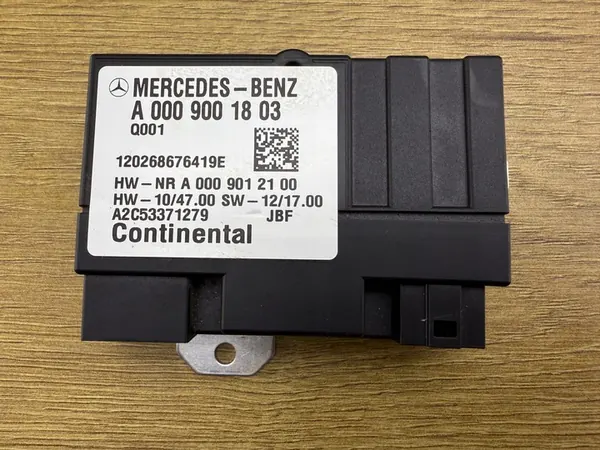 MERCEDES-BENZ
A 000 900 18 03
Q001
120268676419E
HW-NR A 000 901 21 00
HW-10/47.00 SW-12/17.00
A2C53371279 JBF
Continental